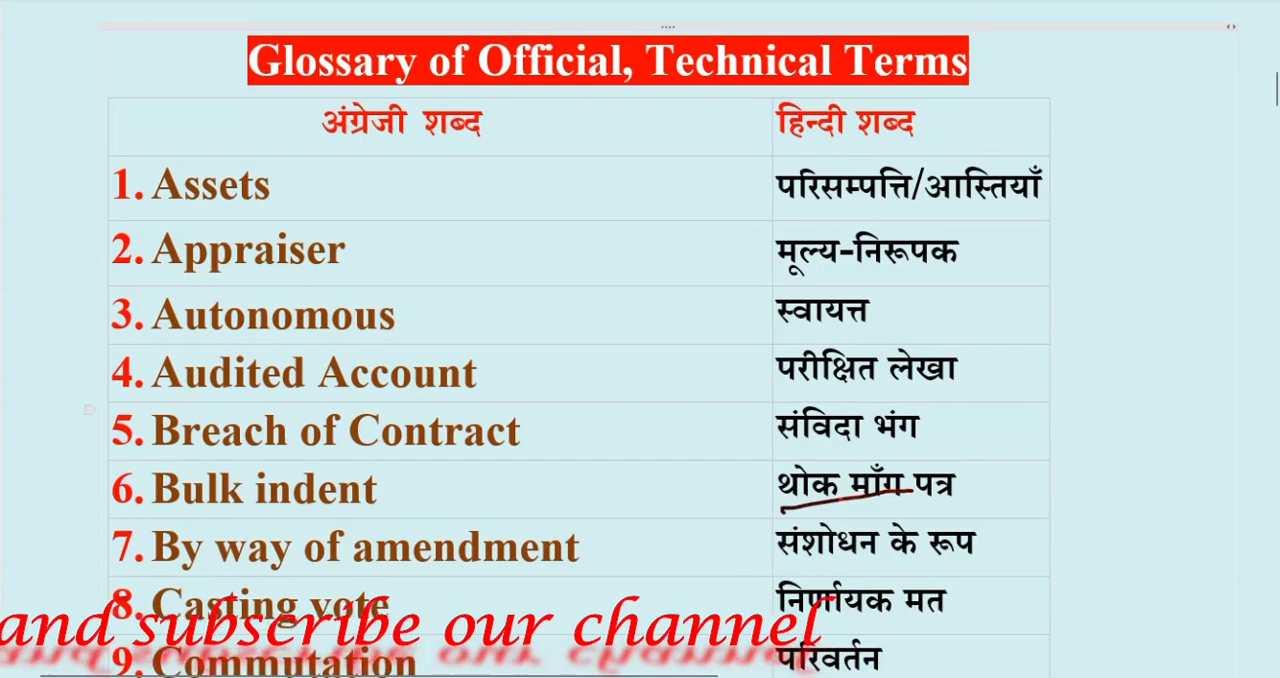 Glossary of Official, Technical Terms
अंग्रेजी शब्द हिन्दी शब्द
1. Assets परिसम्पत्ति/आस्तियाँ
2. Appraiser मूल्य-निरूपक
3. Autonomous स्वायत्त
4. Audited Account परीक्षित लेखा
5. Breach of Contract संविदा भंग
6. Bulk indent थोक माँग पत्र
7. By way of amendment संशोधन के रूप
8. Casting vote निर्णायक मत
and subscribe our channel
9. Commutation परिवर्तन